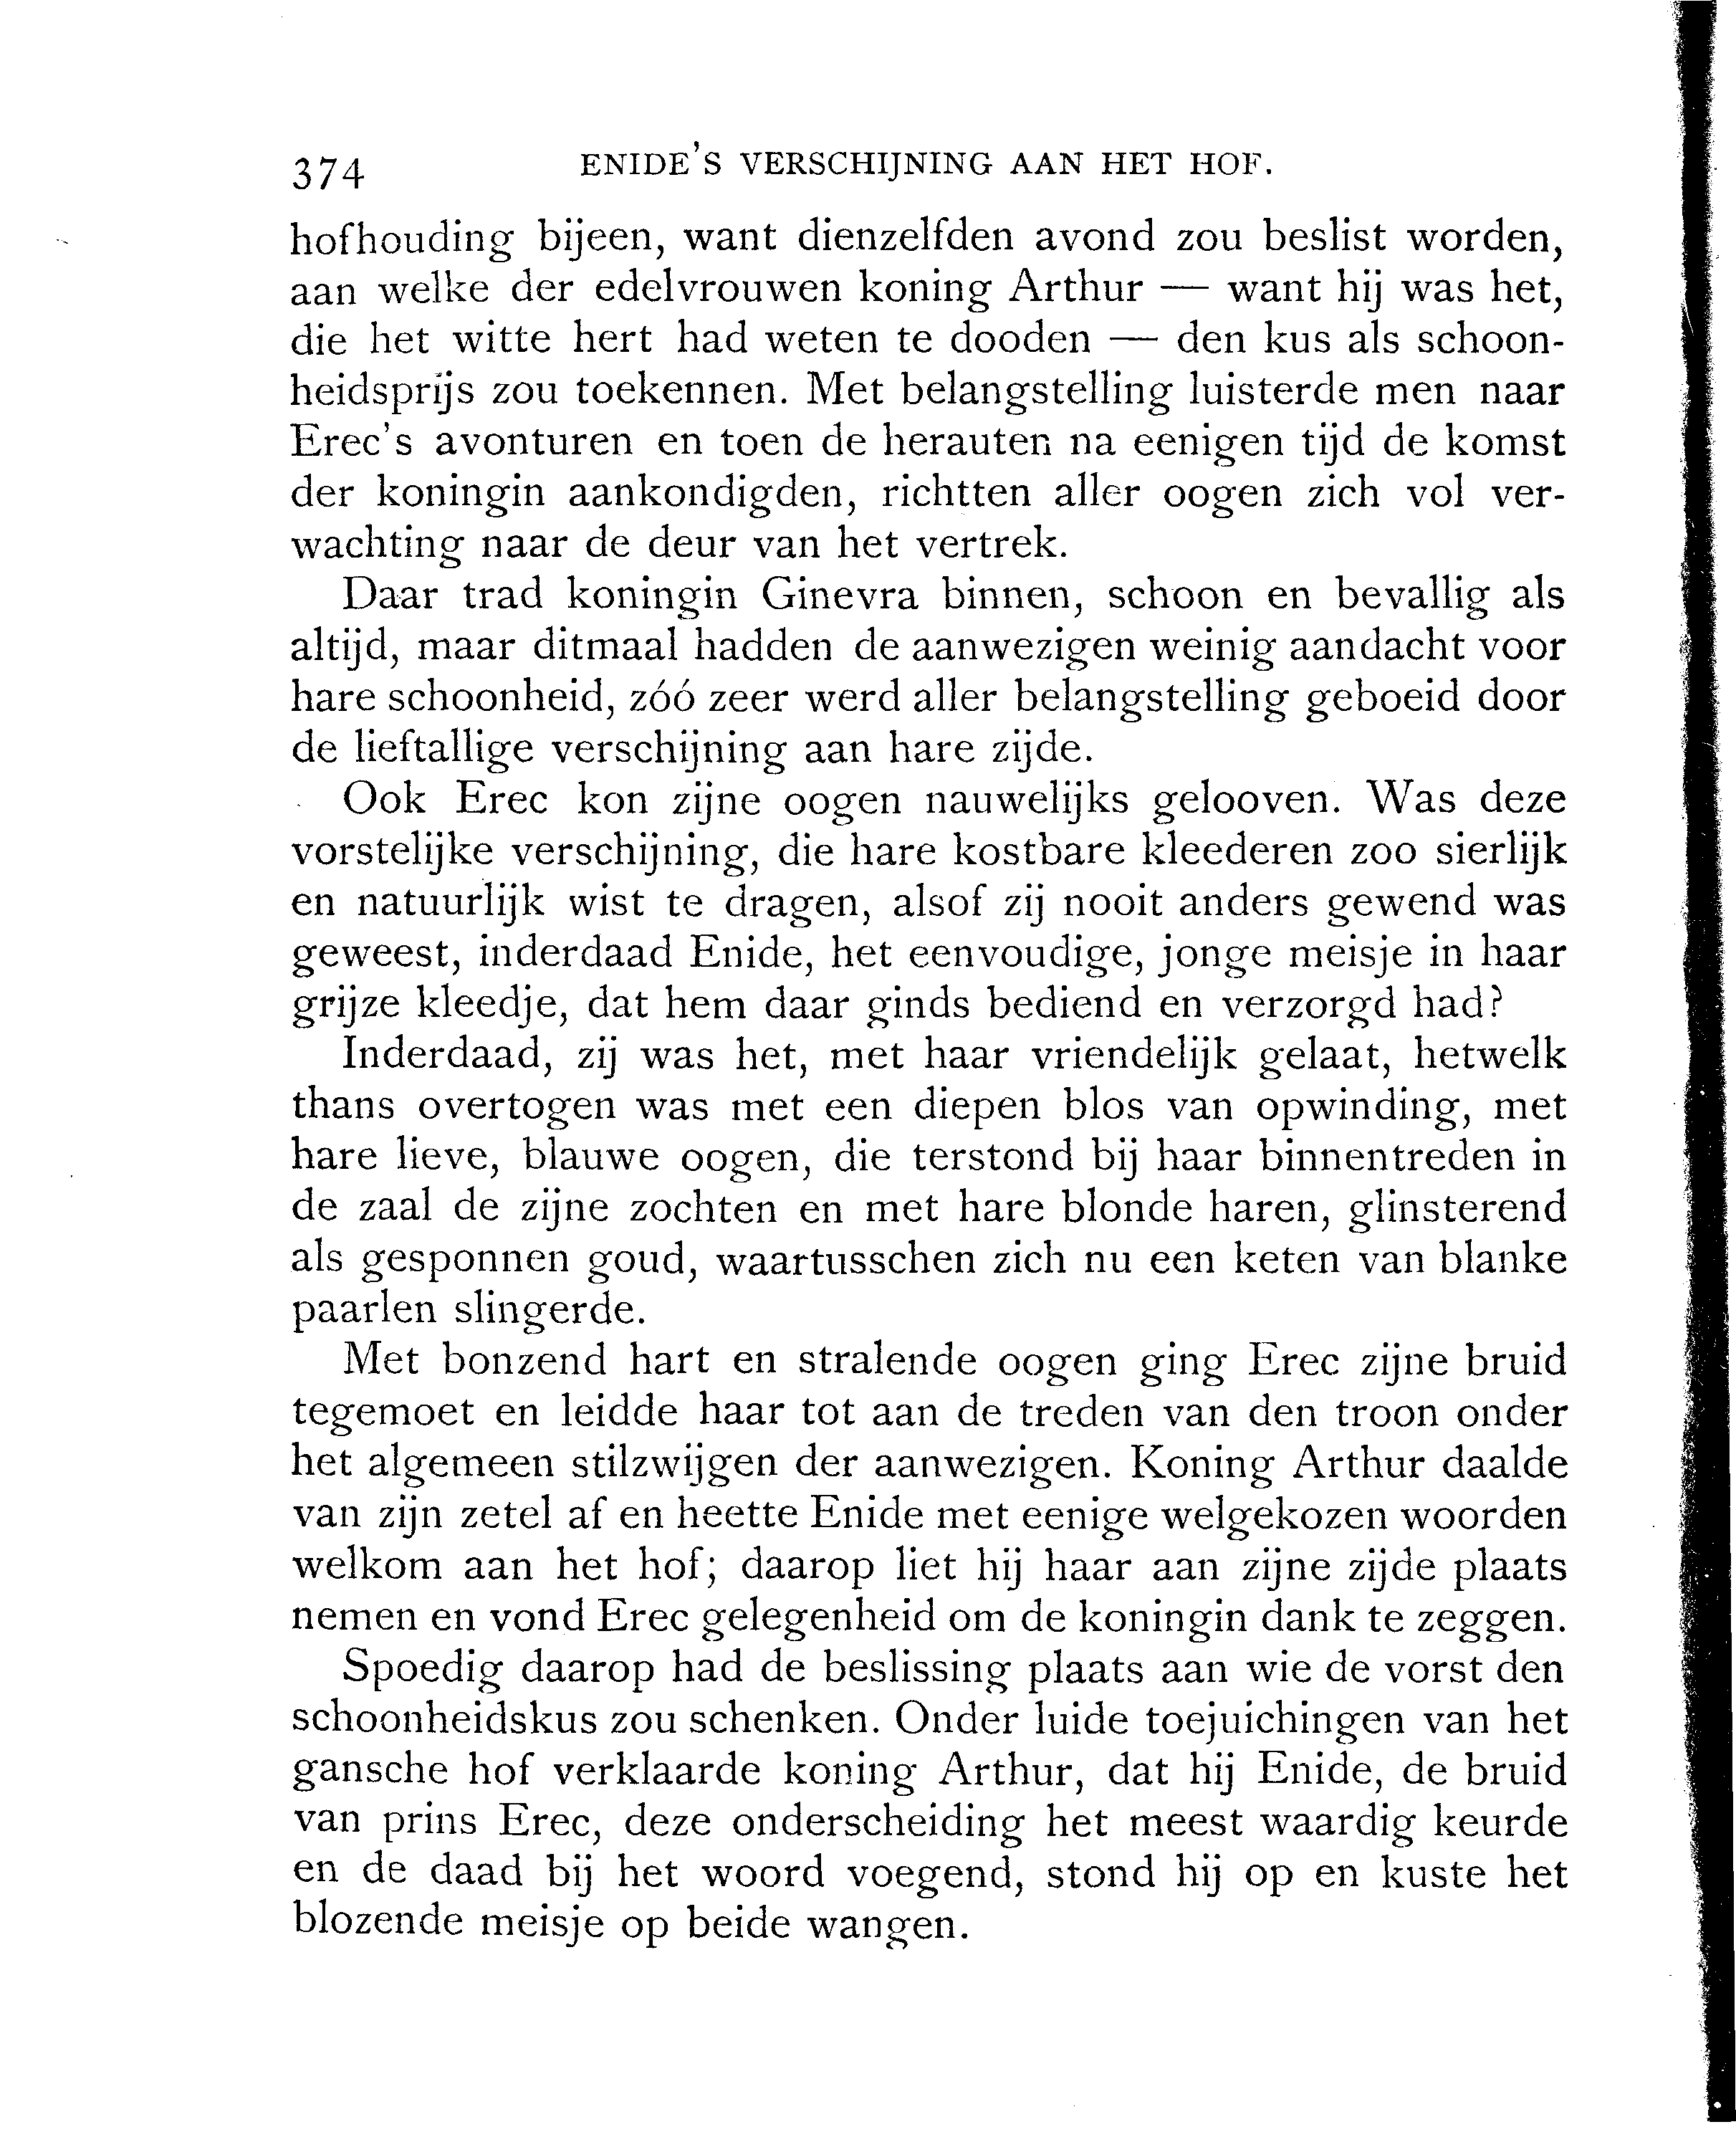 374 ENIDE'S VERSCHIJNING AAN HET HOF.
hofhouding bijeen, want dienzelfden avond zou beslist worden,
aan welke der edelvrouwen koning Arthur — want hij was het,
die het witte hert had weten te dooden — den kus als schoon-
heidsprijs zou toekennen. Met belangstelling luisterde men naar
Erec's avonturen en toen de herauten na eenigen tijd de komst
der koningin aankondigden, richtten aller oogen zich vol ver-
wachting naar de deur van het vertrek.
Daar trad koningin Ginevra binnen, schoon en bevallig als
altijd, maar ditmaal hadden de aanwezigen weinig aandacht voor
hare schoonheid, zóó zeer werd aller belangstelling geboeid door
de lieftallige verschijning aan hare zijde.
Ook Erec kon zijne oogen nauwelijks gelooven. Was deze
vorstelijke verschijning, die hare kostbare kleederen zoo sierlijk
en natuurlijk wist te dragen, alsof zij nooit anders gewend was
geweest, inderdaad Enide, het eenvoudige, jonge meisje in haar
grijze kleedje, dat hem daar ginds bediend en verzorgd had?
Inderdaad, zij was het, met haar vriendelijk gelaat, hetwelk
thans overtogen was met een diepen blos van opwinding, met
hare lieve, blauwe oogen, die terstond bij haar binnentreden in
de zaal de zijne zochten en met hare blonde haren, glinsterend
als gesponnen goud, waartusschen zich nu een keten van blanke
paarlen slingerde.
Met bonzend hart en stralende oogen ging Erec zijne bruid
tegemoet en leidde haar tot aan de treden van den troon onder
het algemeen stilzwijgen der aanwezigen. Koning Arthur daalde
van zijn zetel af en heette Enide met eenige welgekozen woorden
welkom aan het hof; daarop liet hij haar aan zijne zijde plaats
nemen en vond Erec gelegenheid om de koningin dank te zeggen.
Spoedig daarop had de beslissing plaats aan wie de vorst den
schoonheidskus zou schenken. Onder luide toejuichingen van het
gansche hof verklaarde koning Arthur, dat hij Enide, de bruid
van prins Erec, deze onderscheiding het meest waardig keurde
en de daad bij het woord voegend, stond hij op en kuste het
blozende meisje op beide wangen.